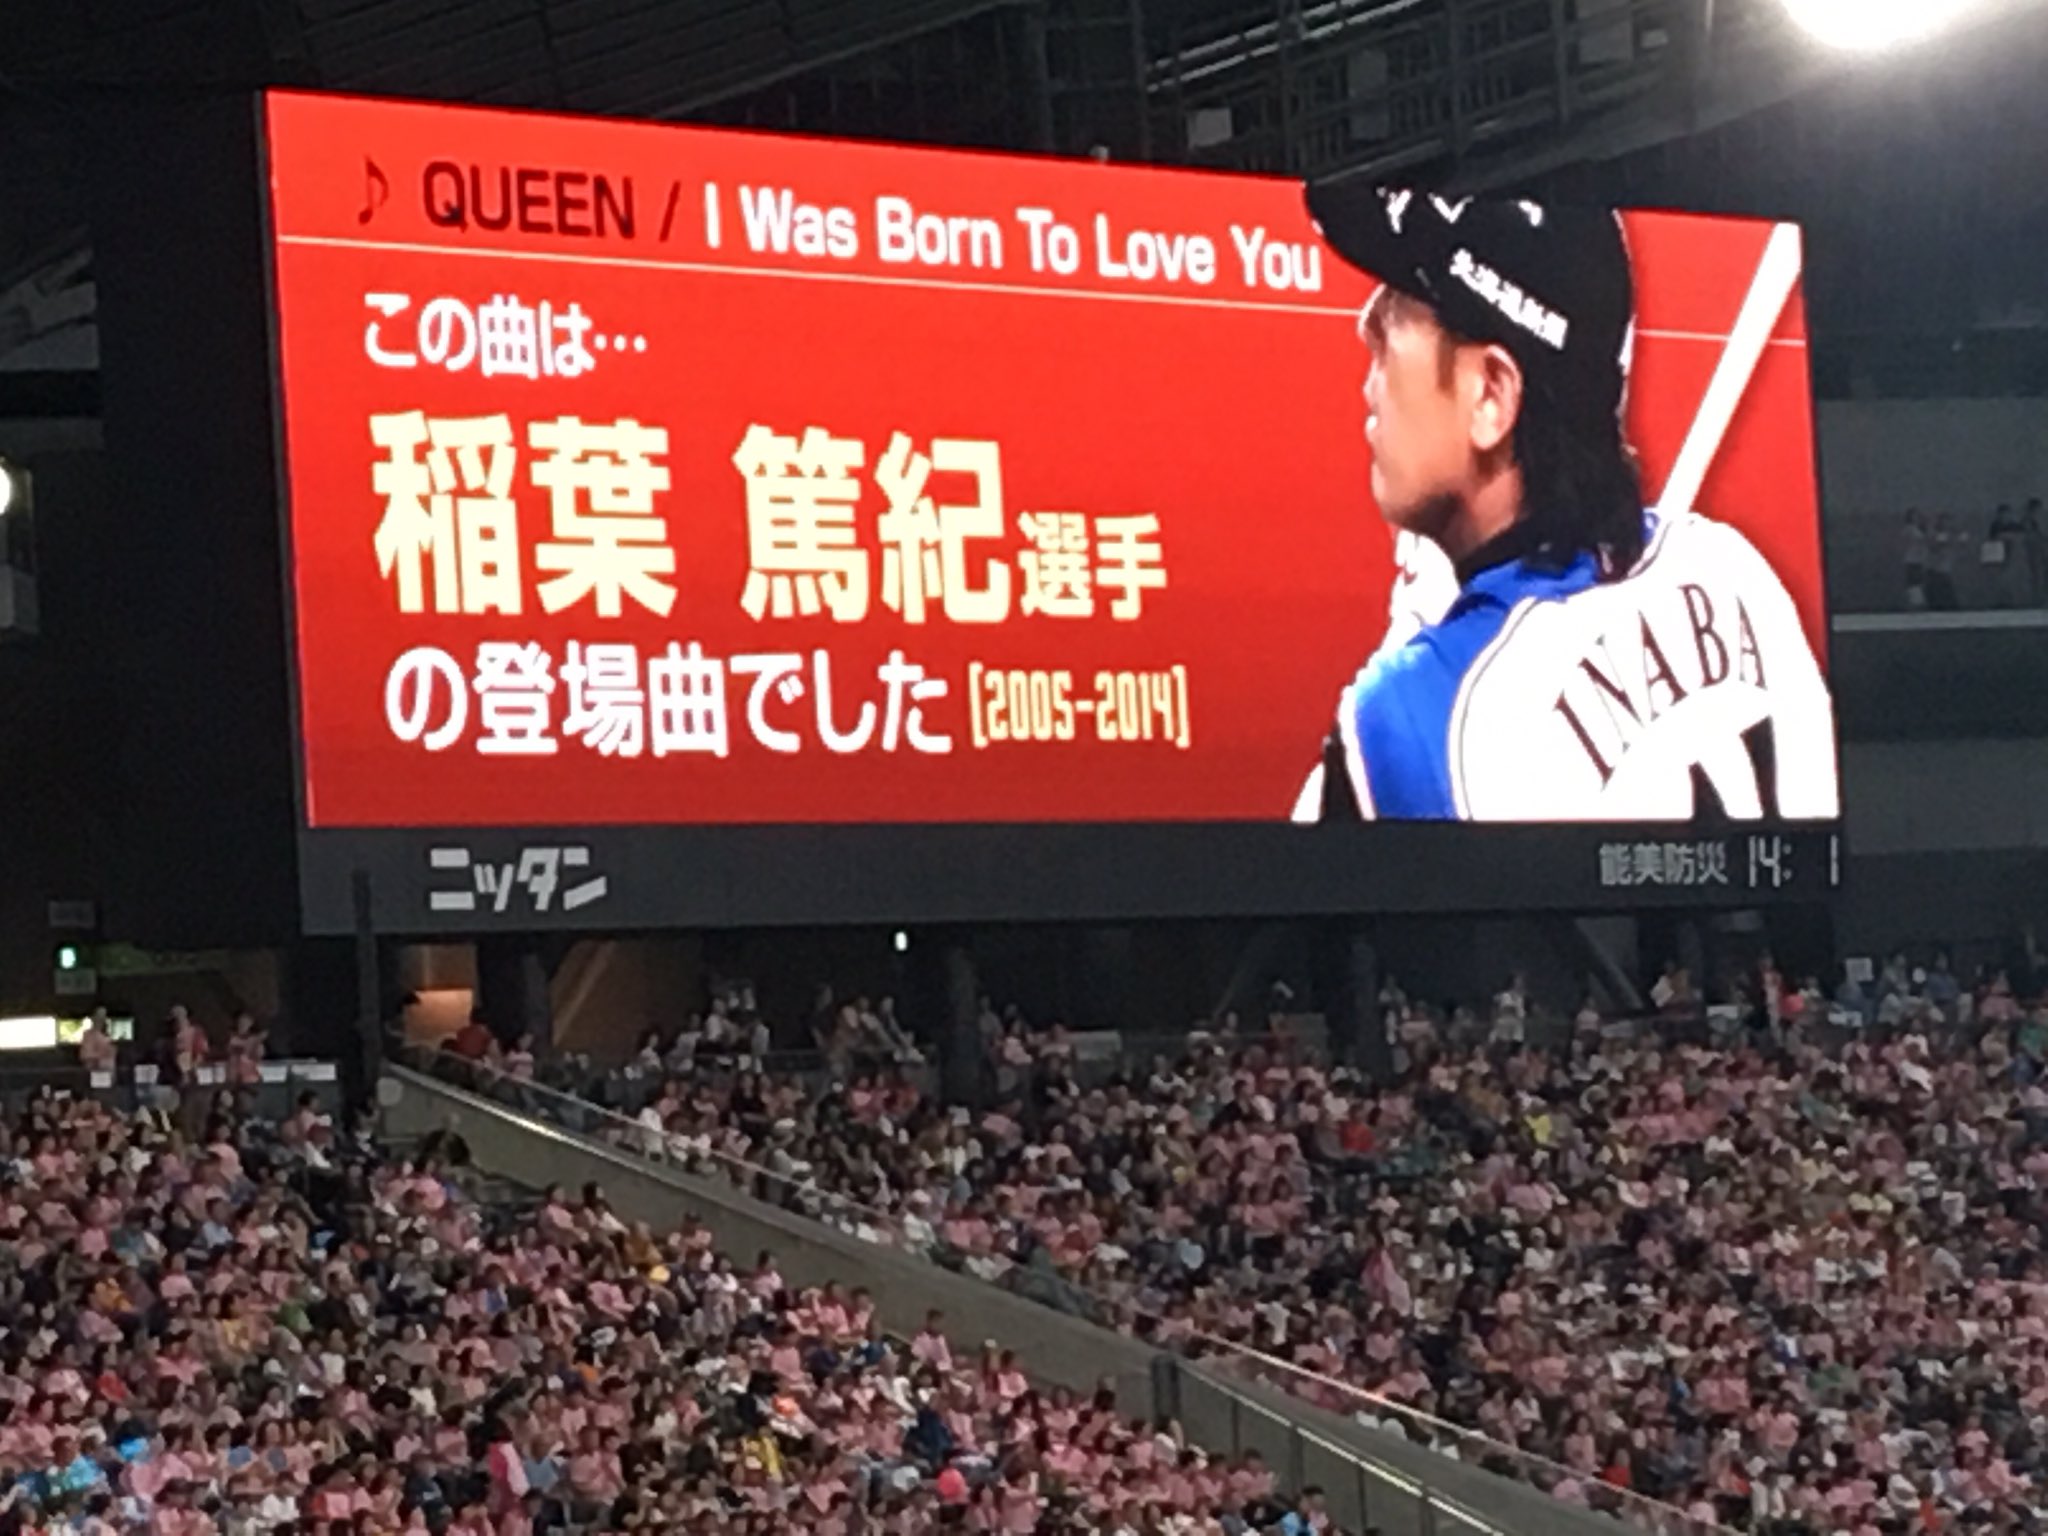 ♪ QUEEN / I Was Born To Love You
この曲は…
稲葉 篤紀選手
の登場曲でした [2005-2014]
INABA
ニッタン
能美防災 14: 1